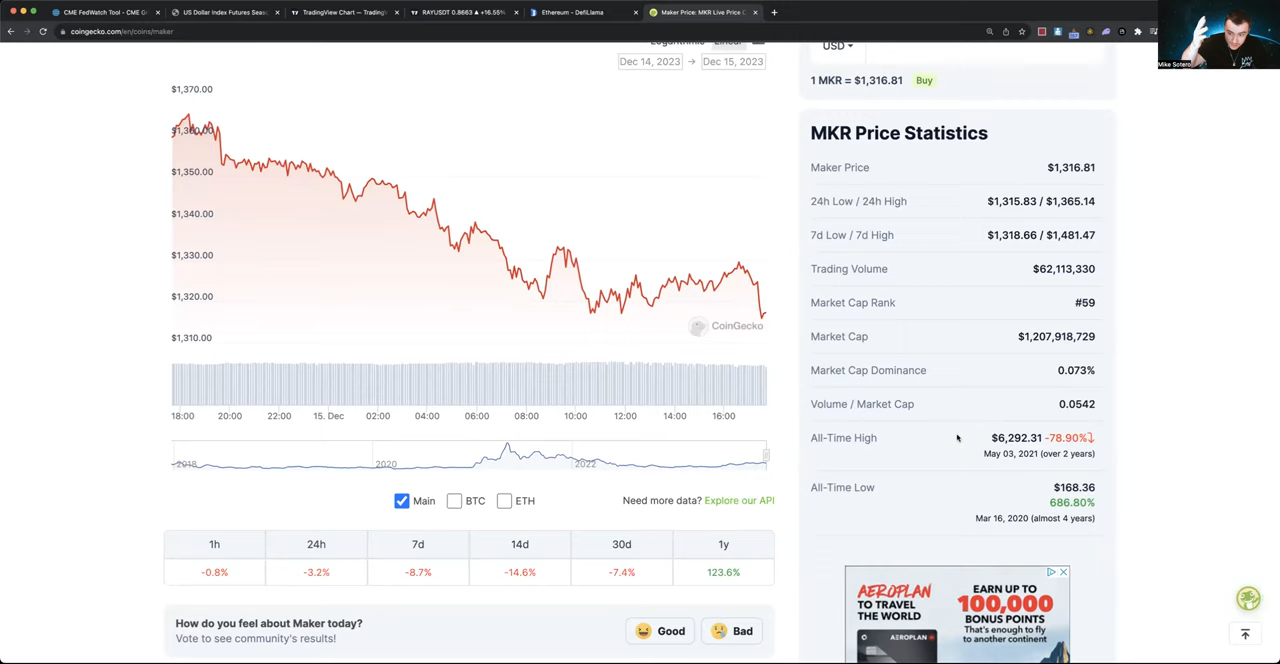 CME FedWatch Tool - CME G
US Dollar Index Futures Seas
TradingView Chart — Trading
RAYUSDT 0.8663 ▲ +16.55%
Ethereum - DefiLlama
Maker Price: MKR Live Price C
coingecko.com/en/coins/maker
Mike Sotero
Linear
USD
Dec 14, 2023 → Dec 15, 2023
1 MKR = $1,316.81 Buy
$1,370.00
$1,360.00
$1,350.00
$1,340.00
$1,330.00
$1,320.00
$1,310.00
CoinGecko
18:00 20:00 22:00 15. Dec 02:00 04:00 06:00 08:00 10:00 12:00 14:00 16:00
2018 2020 2022
Main BTC ETH
Need more data? Explore our API
1h 24h 7d 14d 30d 1y
-0.8% -3.2% -8.7% -14.6% -7.4% 123.6%
How do you feel about Maker today?
Vote to see community's results!
Good Bad
MKR Price Statistics
Maker Price $1,316.81
24h Low / 24h High $1,315.83 / $1,365.14
7d Low / 7d High $1,318.66 / $1,481.47
Trading Volume $62,113,330
Market Cap Rank #59
Market Cap $1,207,918,729
Market Cap Dominance 0.073%
Volume / Market Cap 0.0542
All-Time High $6,292.31 -78.90%
May 03, 2021 (over 2 years)
All-Time Low $168.36
686.80%
Mar 16, 2020 (almost 4 years)
AEROPLAN
TO TRAVEL
THE WORLD
EARN UP TO
100,000
BONUS POINTS
That's enough to fly
to another continent
AEROPLAN